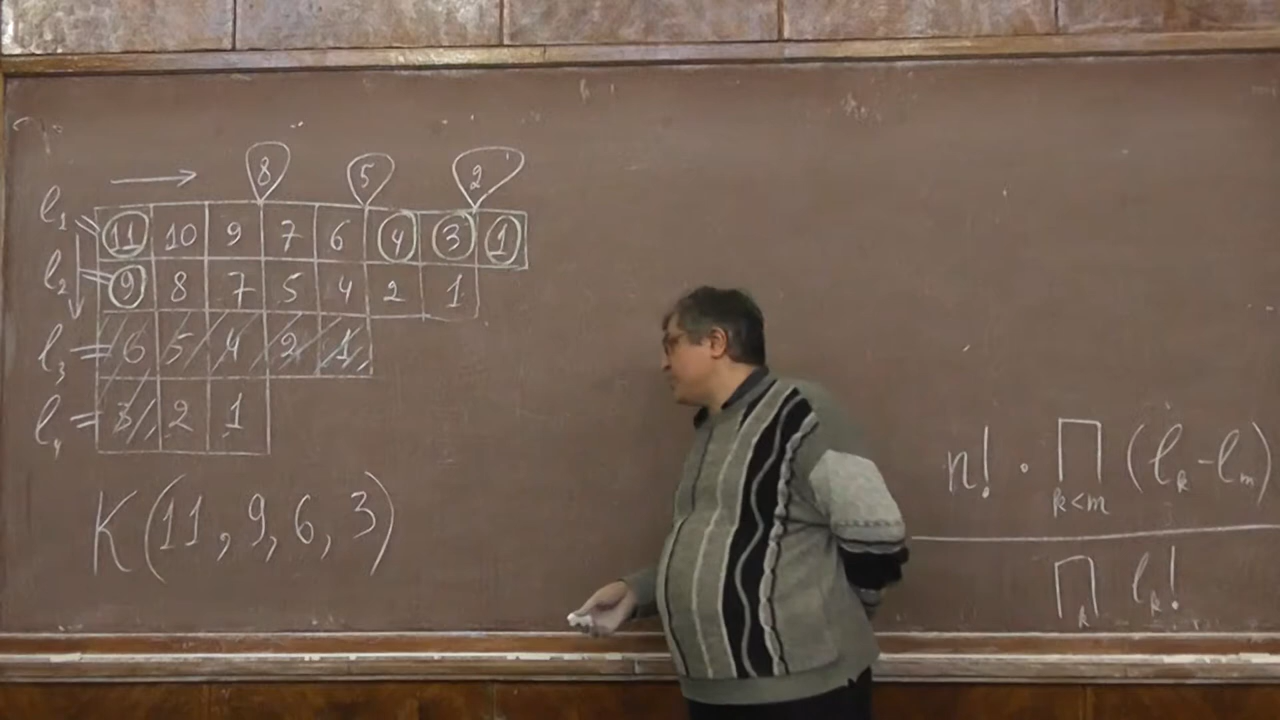 8 5 2
l₁ 11 10 9 7 6 4 3 1
l₂ 9 8 7 5 4 2 1
l₃ = 6 5 4 2 1
l₄ = 3 2 1
K(11, 9, 6, 3)
n! · ∏ (lₖ - lₘ)
k<m
∏ lₖ!
k